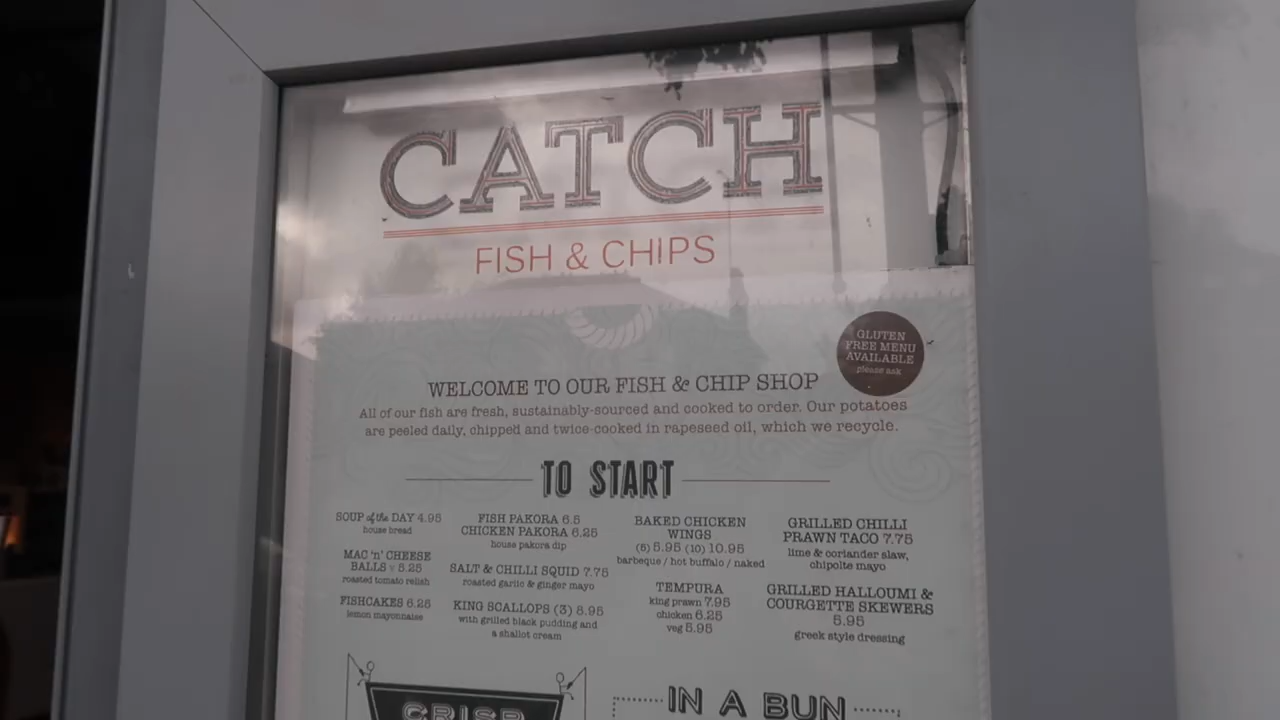 CATCH
FISH & CHIPS
GLUTEN
FREE MENU
AVAILABLE
please ask
WELCOME TO OUR FISH & CHIP SHOP
All of our fish are fresh, sustainably-sourced and cooked to order. Our potatoes
are peeled daily, chipped and twice-cooked in rapeseed oil, which we recycle.
TO START
SOUP of the DAY 4.95
house bread
MAC 'n' CHEESE
BALLS v 5.25
roasted tomato relish
FISHCAKES 6.25
lemon mayonnaise
FISH PAKORA 6.5
CHICKEN PAKORA 6.25
house pakora dip
SALT & CHILLI SQUID 7.75
roasted garlic & ginger mayo
KING SCALLOPS (3) 8.95
with grilled black pudding and
a shallot cream
BAKED CHICKEN
WINGS
(5) 5.95 (10) 10.95
barbeque / hot buffalo / naked
TEMPURA
king prawn 7.95
chicken 6.25
veg 5.95
GRILLED CHILLI
PRAWN TACO 7.75
lime & coriander slaw,
chipolte mayo
GRILLED HALLOUMI &
COURGETTE SKEWERS
5.95
greek style dressing
CRISP
IN A BUN